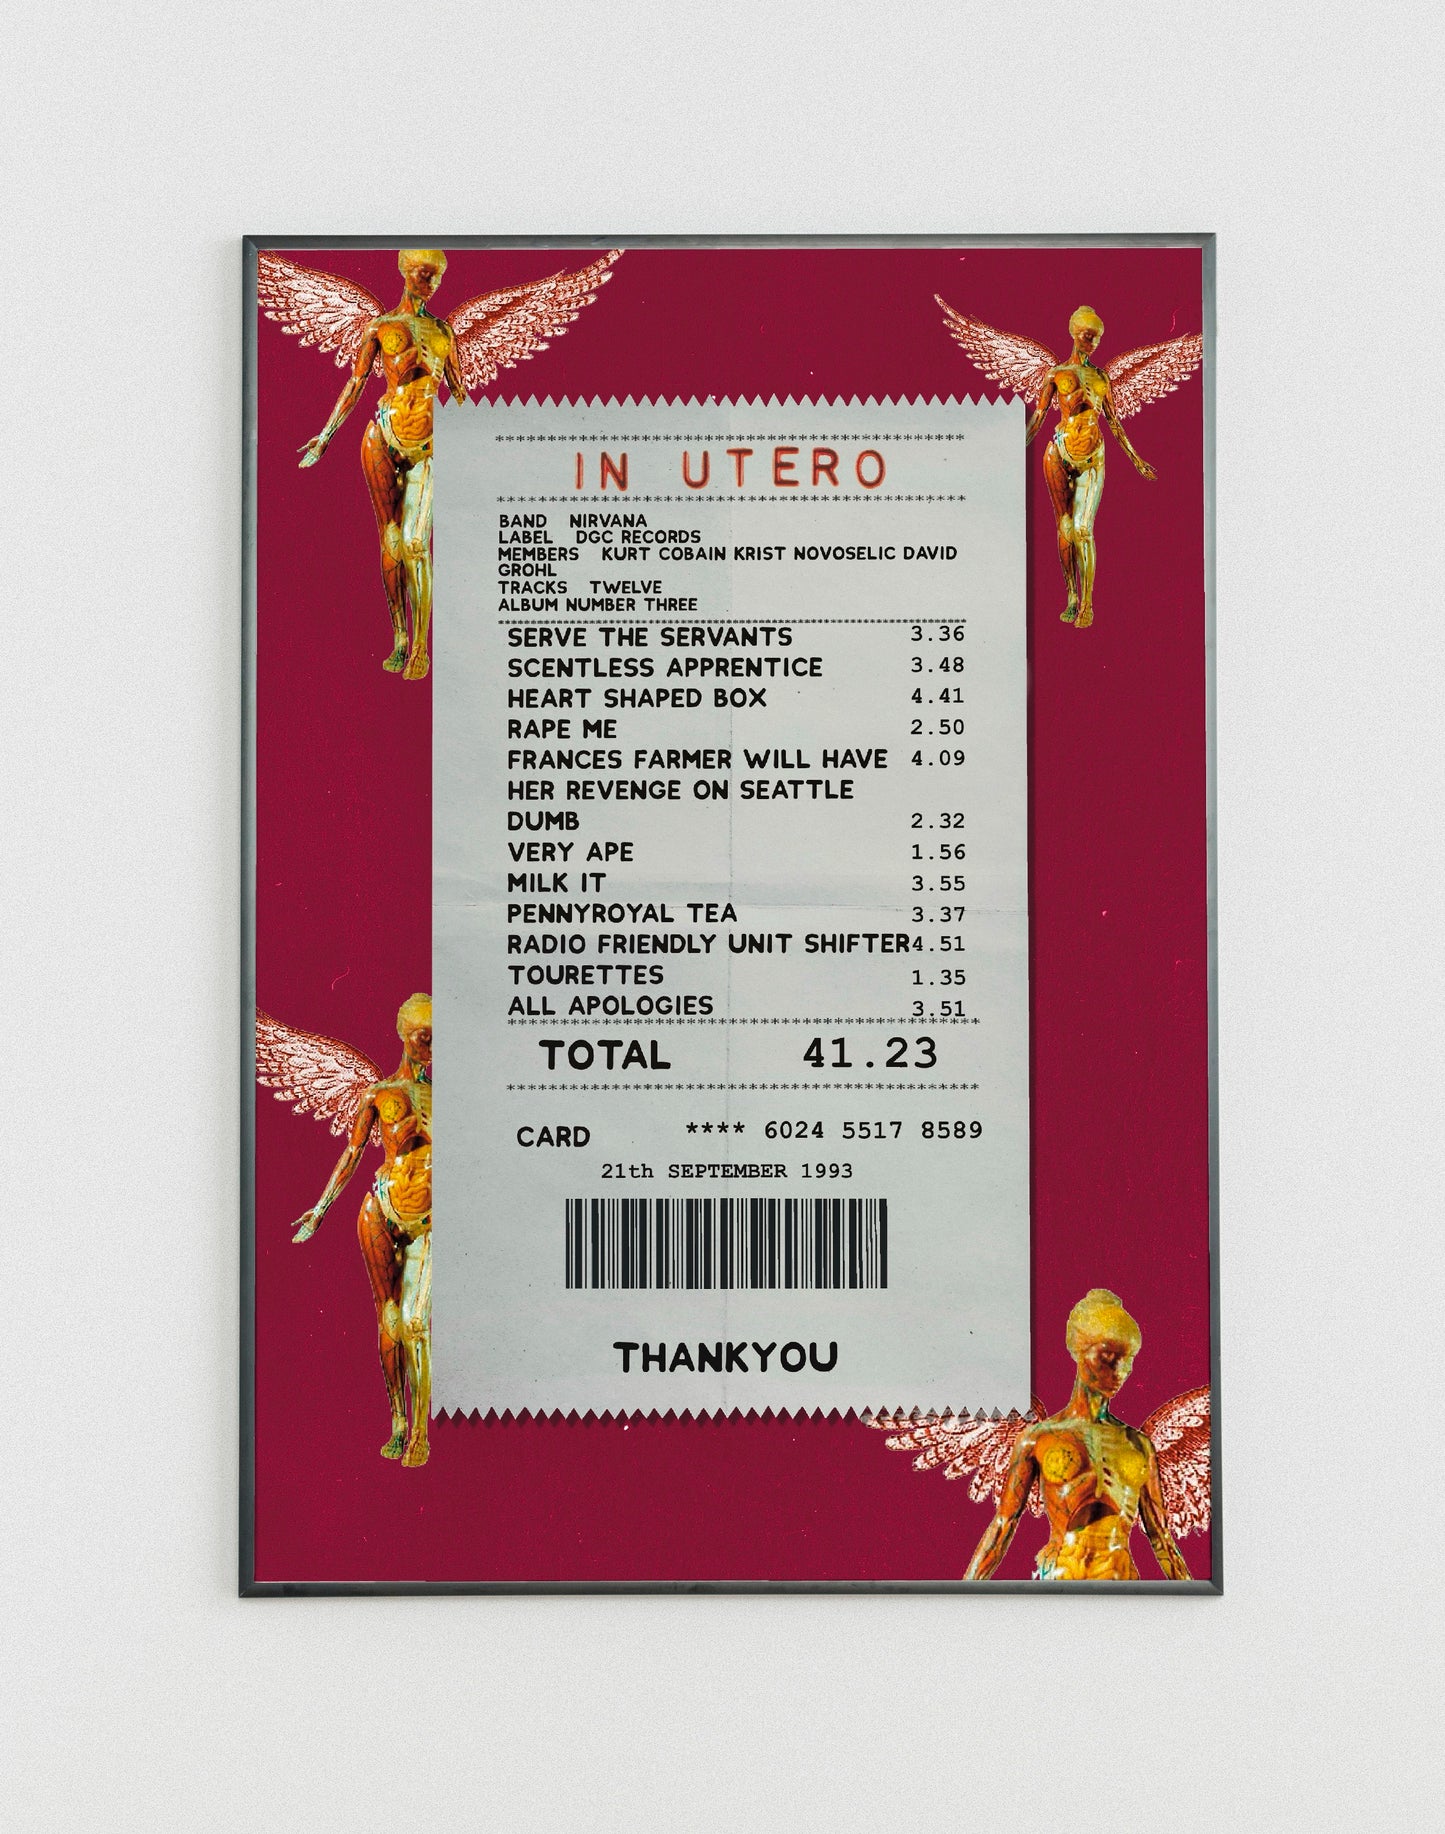 *****************************************************
IN UTERO
*****************************************************
BAND NIRVANA
LABEL DGC RECORDS
MEMBERS KURT COBAIN KRIST NOVOSELIC DAVID
GROHL
TRACKS TWELVE
ALBUM NUMBER THREE
*****************************************************
SERVE THE SERVANTS 3.36
SCENTLESS APPRENTICE 3.48
HEART SHAPED BOX 4.41
RAPE ME 2.50
FRANCES FARMER WILL HAVE 4.09
HER REVENGE ON SEATTLE
DUMB 2.32
VERY APE 1.56
MILK IT 3.55
PENNYROYAL TEA 3.37
RADIO FRIENDLY UNIT SHIFTER 4.51
TOURETTES 1.35
ALL APOLOGIES 3.51
*****************************************************
TOTAL 41.23
*****************************************************
CARD **** 6024 5517 8589
21th SEPTEMBER 1993
THANKYOU